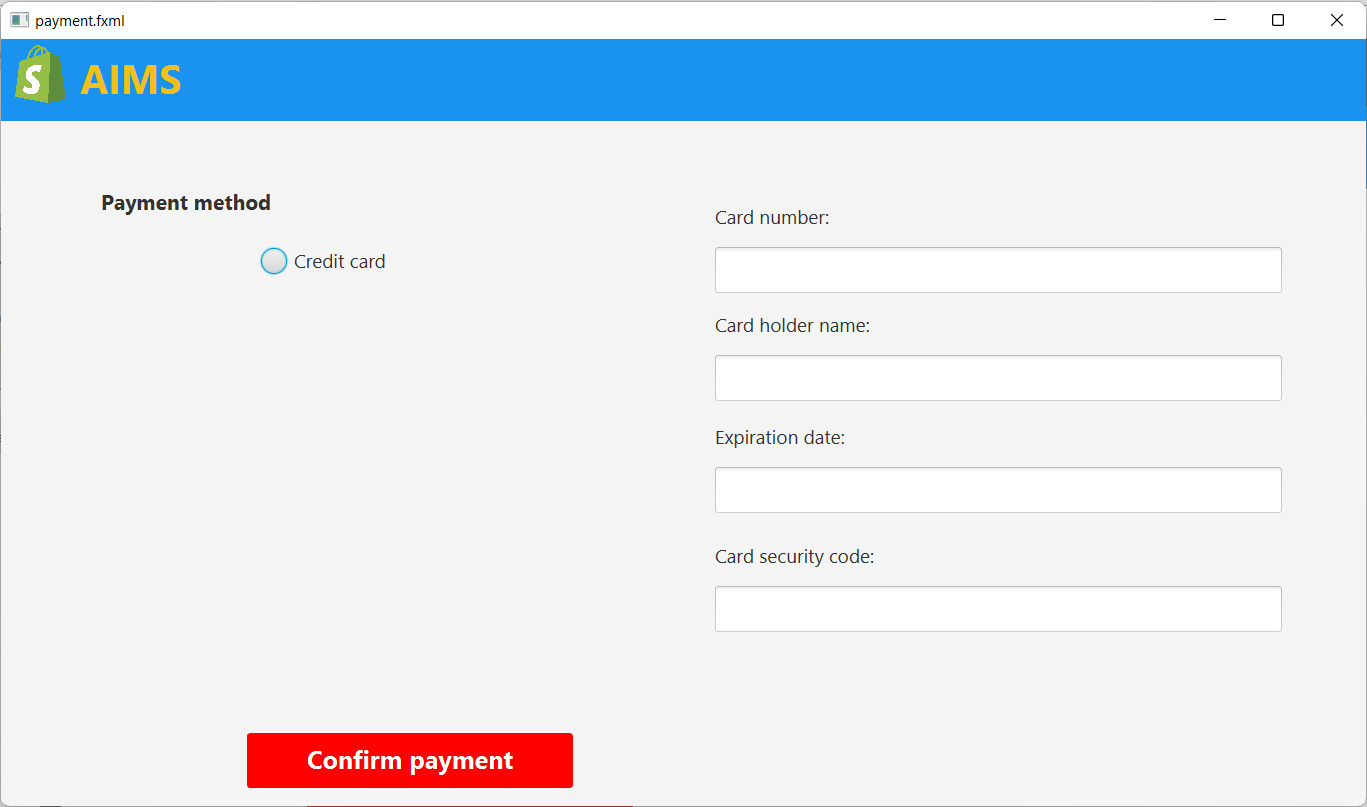 payment.fxml
S
AIMS
Payment method
Credit card
Card number:
Card holder name:
Expiration date:
Card security code:
Confirm payment